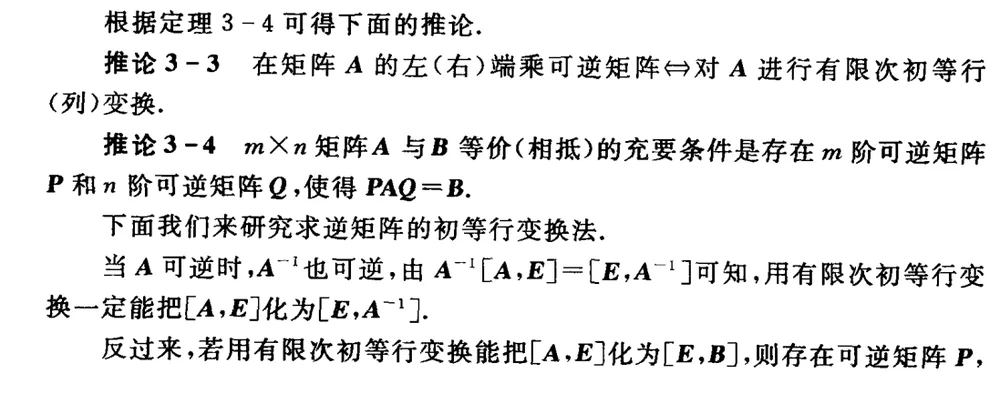 根据定理 3-4 可得下面的推论.
推论 3-3 在矩阵 A 的左(右)端乘可逆矩阵⇔对 A 进行有限次初等行
(列)变换.
推论 3-4 m×n 矩阵 A 与 B 等价(相抵)的充要条件是存在 m 阶可逆矩阵
P 和 n 阶可逆矩阵 Q,使得 PAQ=B.
下面我们来研究求逆矩阵的初等行变换法.
当 A 可逆时,A⁻¹也可逆,由 A⁻¹[A,E]=[E,A⁻¹]可知,用有限次初等行变
换一定能把[A,E]化为[E,A⁻¹].
反过来,若用有限次初等行变换能把[A,E]化为[E,B],则存在可逆矩阵 P,